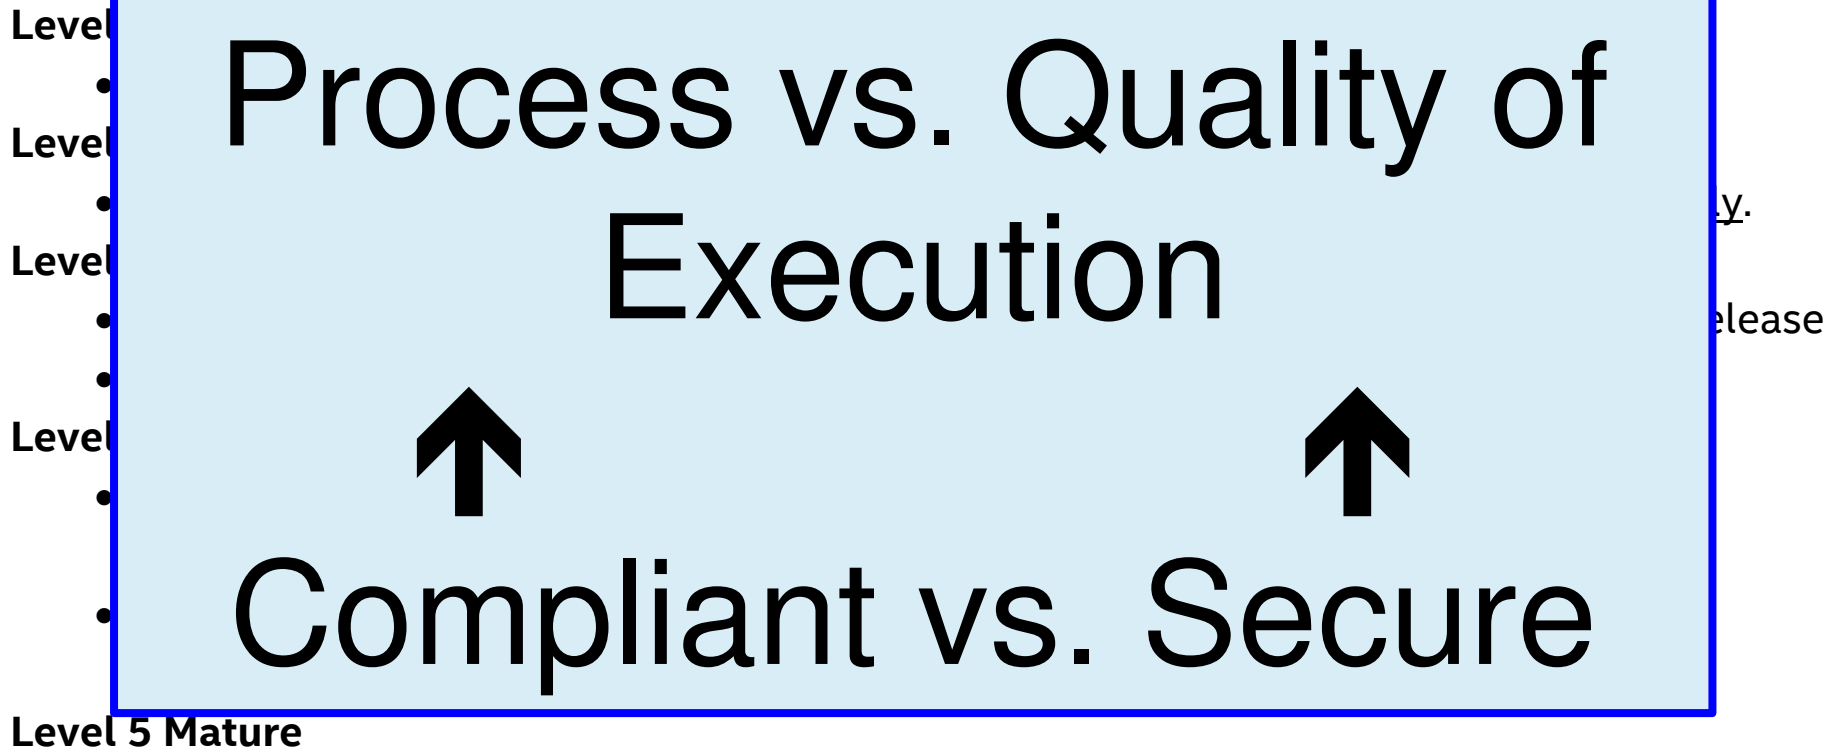 Level
Process vs. Quality of
•
Level
• y.
Execution
Level
• elease
•
Level
•
Compliant vs. Secure
•
Level 5 Mature